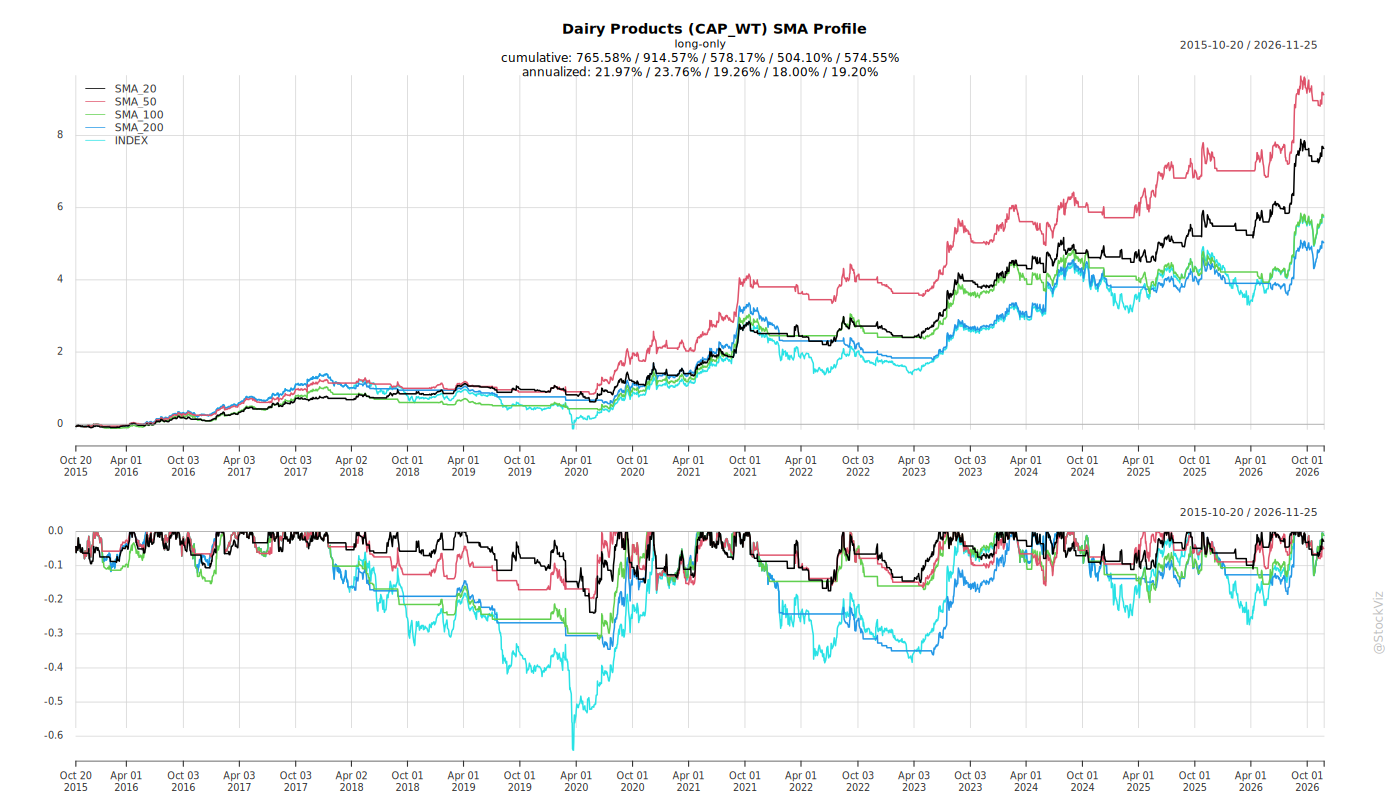 Dairy Products (CAP_WT) SMA Profile
long-only
2015-10-20 / 2026-11-25
cumulative: 765.58% / 914.57% / 578.17% / 504.10% / 574.55%
annualized: 21.97% / 23.76% / 19.26% / 18.00% / 19.20%
SMA_20
SMA_50
SMA_100
SMA_200
INDEX
8
6
4
2
0
Oct 20 Apr 01 Oct 03 Apr 03 Oct 03 Apr 02 Oct 01 Apr 01 Oct 01 Apr 01 Oct 01 Apr 01 Oct 01 Apr 01 Oct 03 Apr 03 Oct 03 Apr 01 Oct 01 Apr 01 Oct 01 Apr 01 Oct 01
2015 2016 2016 2017 2017 2018 2018 2019 2019 2020 2020 2021 2021 2022 2022 2023 2023 2024 2024 2025 2025 2026 2026
2015-10-20 / 2026-11-25
0.0
-0.1
-0.2
-0.3
-0.4
-0.5
-0.6
Oct 20 Apr 01 Oct 03 Apr 03 Oct 03 Apr 02 Oct 01 Apr 01 Oct 01 Apr 01 Oct 01 Apr 01 Oct 01 Apr 01 Oct 03 Apr 03 Oct 03 Apr 01 Oct 01 Apr 01 Oct 01 Apr 01 Oct 01
2015 2016 2016 2017 2017 2018 2018 2019 2019 2020 2020 2021 2021 2022 2022 2023 2023 2024 2024 2025 2025 2026 2026
@StockViz